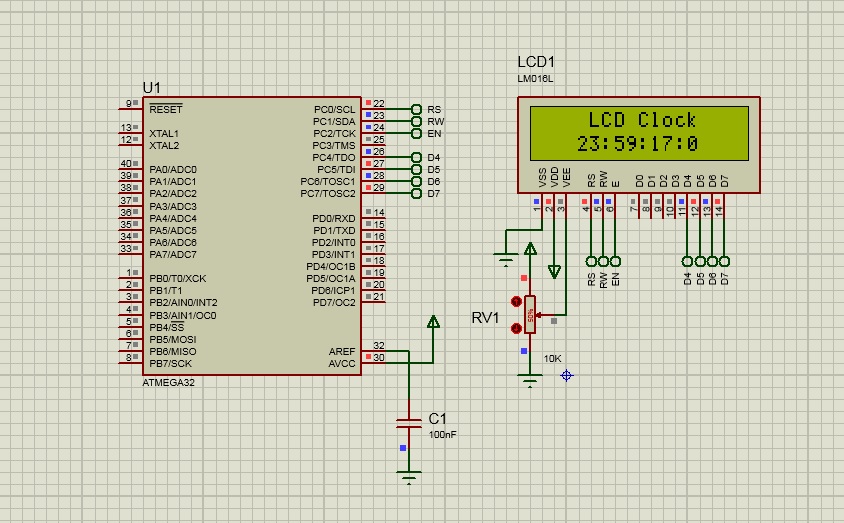 U1
9 RESET
13 XTAL1
12 XTAL2
40 PA0/ADC0
39 PA1/ADC1
38 PA2/ADC2
37 PA3/ADC3
36 PA4/ADC4
35 PA5/ADC5
34 PA6/ADC6
33 PA7/ADC7
1 PB0/T0/XCK
2 PB1/T1
3 PB2/AIN0/INT2
4 PB3/AIN1/OC0
5 PB4/SS
6 PB5/MOSI
7 PB6/MISO
8 PB7/SCK
PC0/SCL 22 RS
PC1/SDA 23 RW
PC2/TCK 24 EN
PC3/TMS 25
PC4/TDO 26 D4
PC5/TDI 27 D5
PC6/TOSC1 28 D6
PC7/TOSC2 29 D7
PD0/RXD 14
PD1/TXD 15
PD2/INT0 16
PD3/INT1 17
PD4/OC1B 18
PD5/OC1A 19
PD6/ICP1 20
PD7/OC2 21
AREF 32
AVCC 30
ATMEGA32
C1
100nF
LCD1
LM016L
LCD Clock
23:59:17:0
VSS VDD VEE RS RW E D0 D1 D2 D3 D4 D5 D6 D7
1 2 3 4 5 6 7 8 9 10 11 12 13 14
RS RW EN D4 D5 D6 D7
RV1
50%
10K